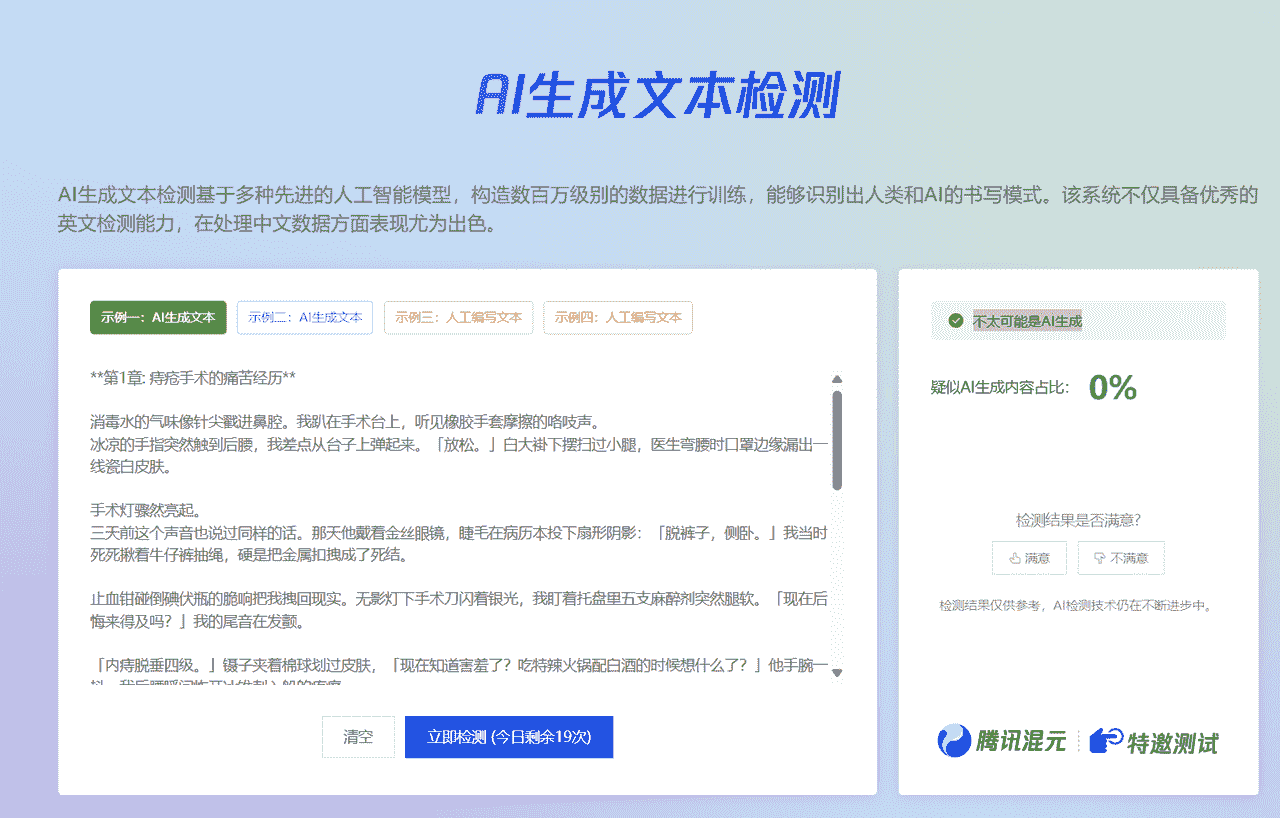 AI生成文本检测
AI生成文本检测基于多种先进的人工智能模型，构造数百万级别的数据进行训练，能够识别出人类和AI的书写模式。该系统不仅具备优秀的
英文检测能力，在处理中文数据方面表现尤为出色。
示例一：AI生成文本 示例二：AI生成文本 示例三：人工编写文本 示例四：人工编写文本
**第1章: 痔疮手术的痛苦经历**
消毒水的气味像针尖戳进鼻腔。我趴在手术台上，听见橡胶手套摩擦的咯吱声。
冰凉的手指突然触到后腰，我差点从台子上弹起来。「放松。」白大褂下摆扫过小腿，医生弯腰时口罩边缘漏出一
线瓷白皮肤。
手术灯骤然亮起。
三天前这个声音也说过同样的话。那天他戴着金丝眼镜，睫毛在病历本投下扇形阴影：「脱裤子，侧卧。」我当时
死死揪着牛仔裤抽绳，硬是把金属扣拽成了死结。
止血钳碰倒碘伏瓶的脆响把我拽回现实。无影灯下手术刀闪着银光，我盯着托盘里五支麻醉剂突然腿软。「现在后
悔来得及吗？」我的尾音在发颤。
「内痔脱垂四级。」镊子夹着棉球划过皮肤，「现在知道害羞了？吃特辣火锅配白酒的时候想什么了？」他手腕一
清空 立即检测 (今日剩余19次)
不太可能是AI生成
疑似AI生成内容占比： 0%
检测结果是否满意?
满意 不满意
检测结果仅供参考，AI检测技术仍在不断进步中。
腾讯混元 特邀测试